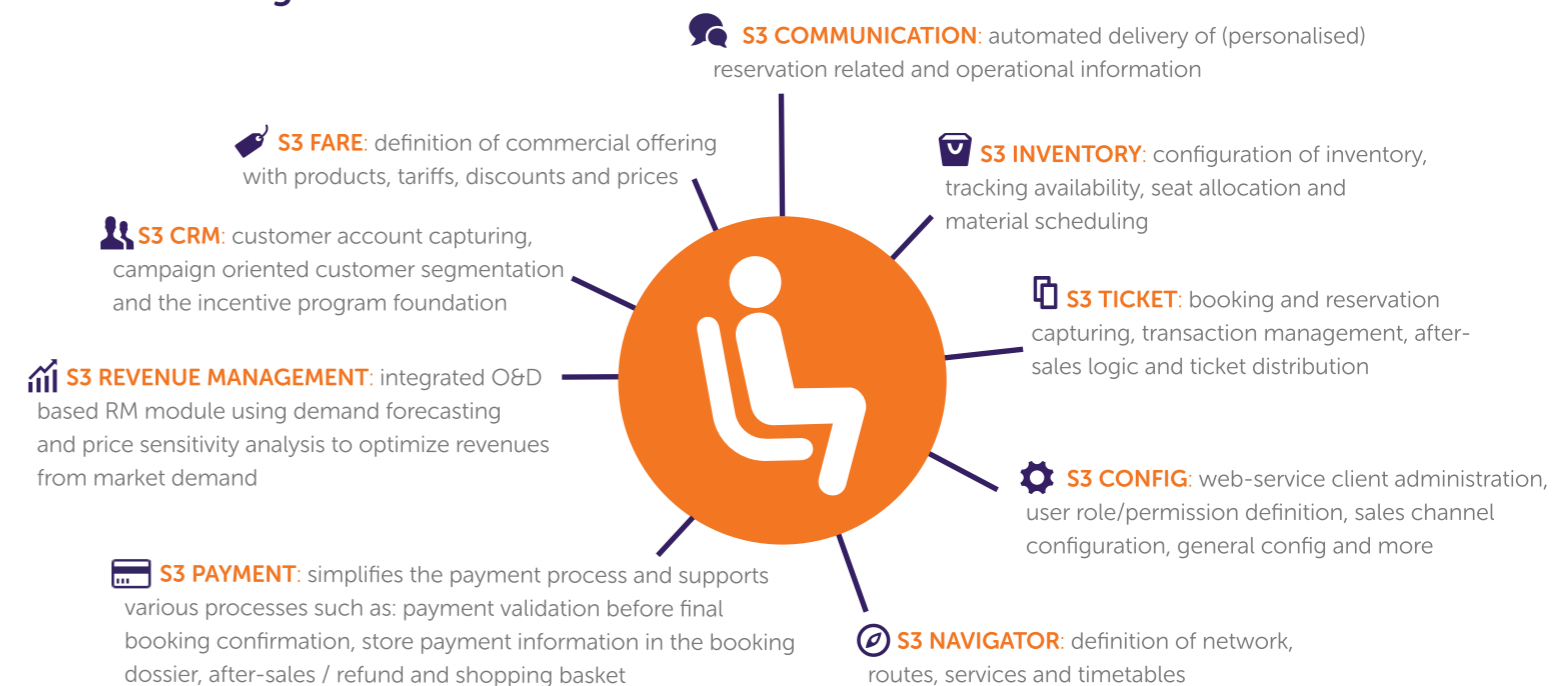 S3 COMMUNICATION: automated delivery of (personalised)
reservation related and operational information
S3 FARE: definition of commercial offering
with products, tariffs, discounts and prices
S3 INVENTORY: configuration of inventory,
tracking availability, seat allocation and
material scheduling
S3 CRM: customer account capturing,
campaign oriented customer segmentation
and the incentive program foundation
S3 TICKET: booking and reservation
capturing, transaction management, after-
sales logic and ticket distribution
S3 REVENUE MANAGEMENT: integrated O&D
based RM module using demand forecasting
and price sensitivity analysis to optimize revenues
from market demand
S3 CONFIG: web-service client administration,
user role/permission definition, sales channel
configuration, general config and more
S3 PAYMENT: simplifies the payment process and supports
various processes such as: payment validation before final
booking confirmation, store payment information in the booking
dossier, after-sales / refund and shopping basket
S3 NAVIGATOR: definition of network,
routes, services and timetables